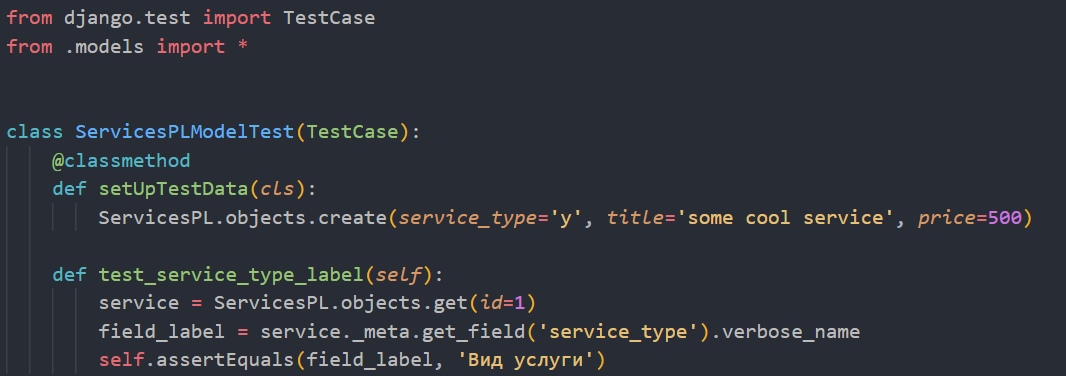 from django.test import TestCase
from .models import *
class ServicesPLModelTest(TestCase):
@classmethod
def setUpTestData(cls):
ServicesPL.objects.create(service_type='y', title='some cool service', price=500)
def test_service_type_label(self):
service = ServicesPL.objects.get(id=1)
field_label = service._meta.get_field('service_type').verbose_name
self.assertEquals(field_label, 'Вид услуги')